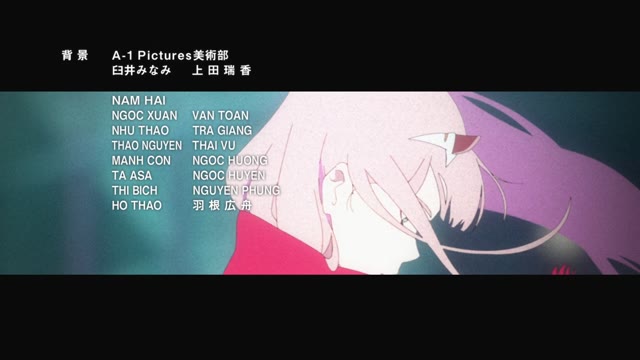 背景 A-1 Pictures美術部
臼井みなみ 上田瑞香
NAM HAI
NGOC XUAN VAN TOAN
NHU THAO TRA GIANG
THAO NGUYEN THAI VU
MANH CON NGOC HUONG
TA ASA NGOC HUYEN
THI BICH NGUYEN PHUNG
HO THAO 羽根広舟